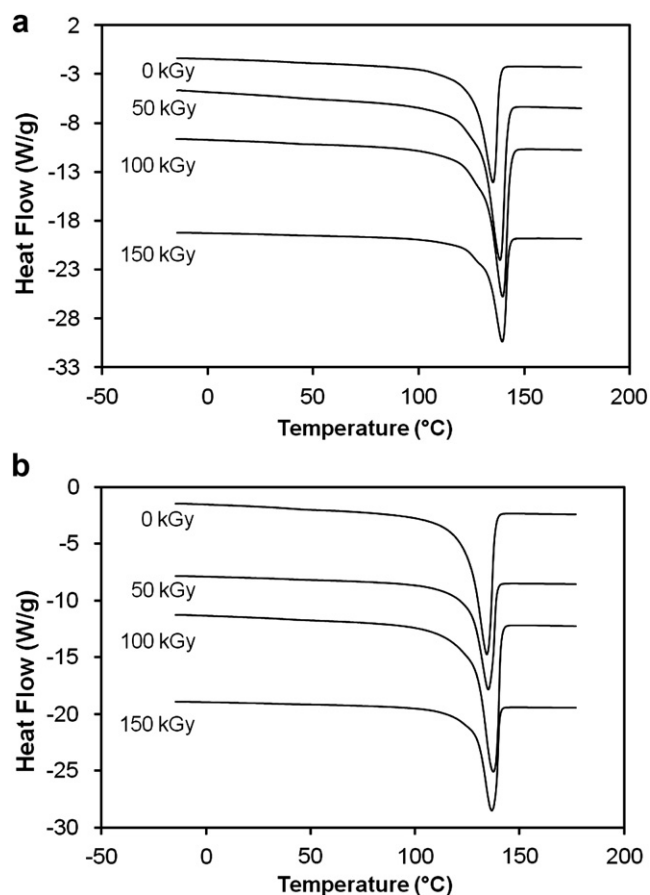 a
2
-3
-8
-13
-18
-23
-28
-33
Heat Flow (W/g)
0 kGy
50 kGy
100 kGy
150 kGy
-50 0 50 100 150 200
Temperature (°C)
b
0
-5
-10
-15
-20
-25
-30
Heat Flow (W/g)
0 kGy
50 kGy
100 kGy
150 kGy
-50 0 50 100 150 200
Temperature (°C)